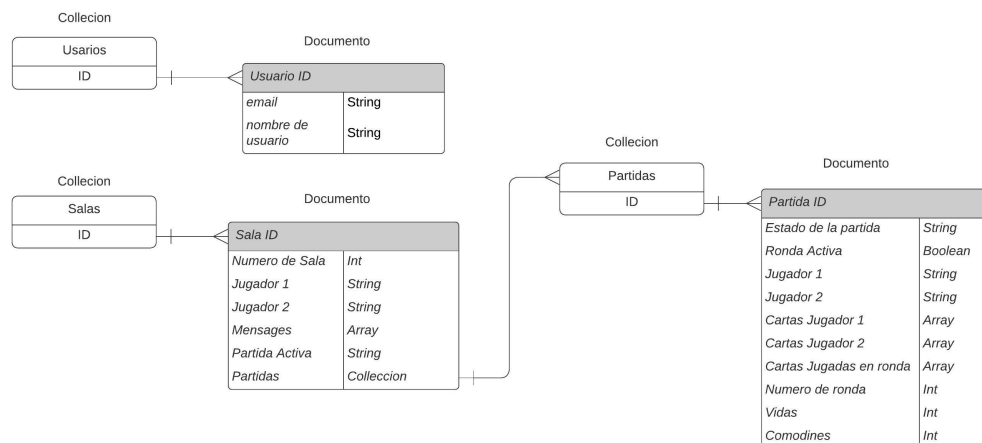 Colleccion
Usarios
ID
Documento
Usuario ID
email String
nombre de
usuario String
Colleccion
Salas
ID
Documento
Sala ID
Numero de Sala Int
Jugador 1 String
Jugador 2 String
Mensages Array
Partida Activa String
Partidas Colleccion
Collecion
Partidas
ID
Documento
Partida ID
Estado de la partida String
Ronda Activa Boolean
Jugador 1 String
Jugador 2 String
Cartas Jugador 1 Array
Cartas Jugador 2 Array
Cartas Jugadas en ronda Array
Numero de ronda Int
Vidas Int
Comodines Int